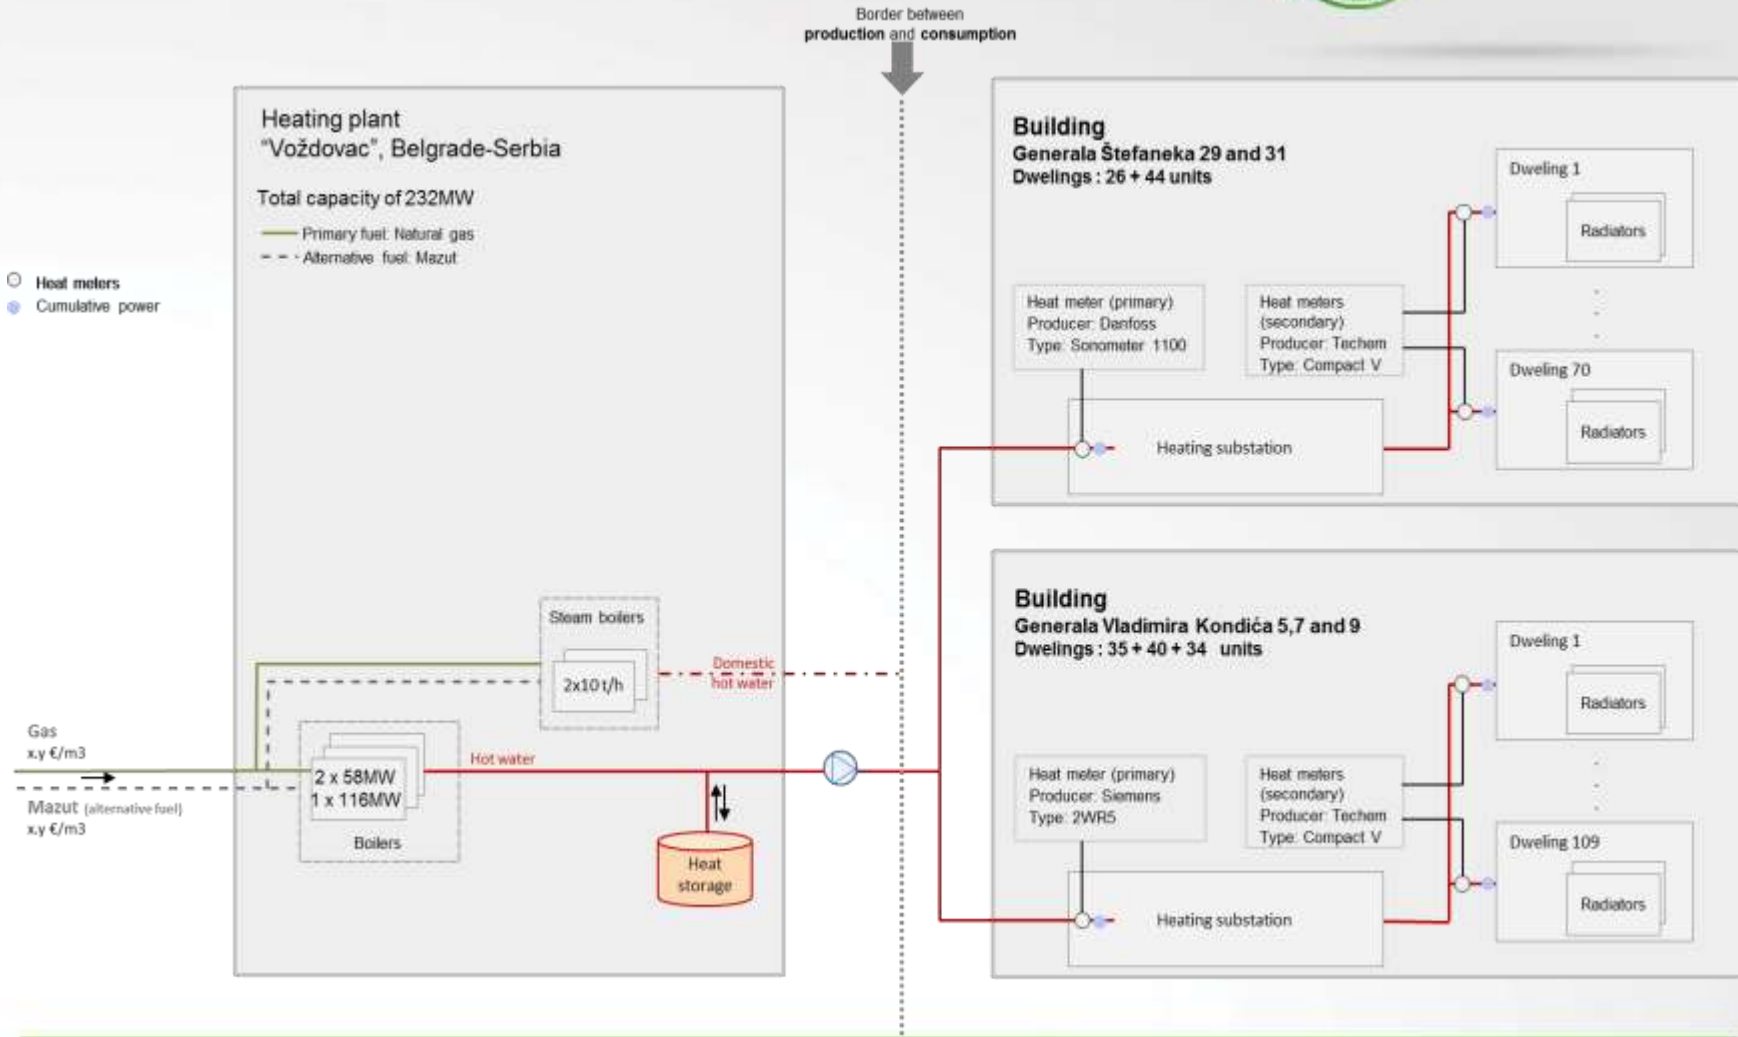 Border between
production and consumption
Heating plant
"Voždovac", Belgrade-Serbia
Total capacity of 232MW
Primary fuel: Natural gas
Alternative fuel: Mazut
Heat meters
Cumulative power
Steam boilers
2x10 t/h
Domestic
hot water
Gas
x.y €/m3
Mazut (alternative fuel)
x.y €/m3
2 x 58MW
1 x 116MW
Boilers
Hot water
Heat
storage
Building
Generala Štefaneka 29 and 31
Dwelings : 26 + 44 units
Heat meter (primary)
Producer: Danfoss
Type: Sonometer 1100
Heat meters
(secondary)
Producer: Techem
Type: Compact V
Heating substation
Dweling 1
Radiators
Dweling 70
Radiators
Building
Generala Vladimira Kondića 5,7 and 9
Dwelings : 35 + 40 + 34 units
Heat meter (primary)
Producer: Siemens
Type: 2WR5
Heat meters
(secondary)
Producer: Techem
Type: Compact V
Heating substation
Dweling 1
Radiators
Dweling 109
Radiators